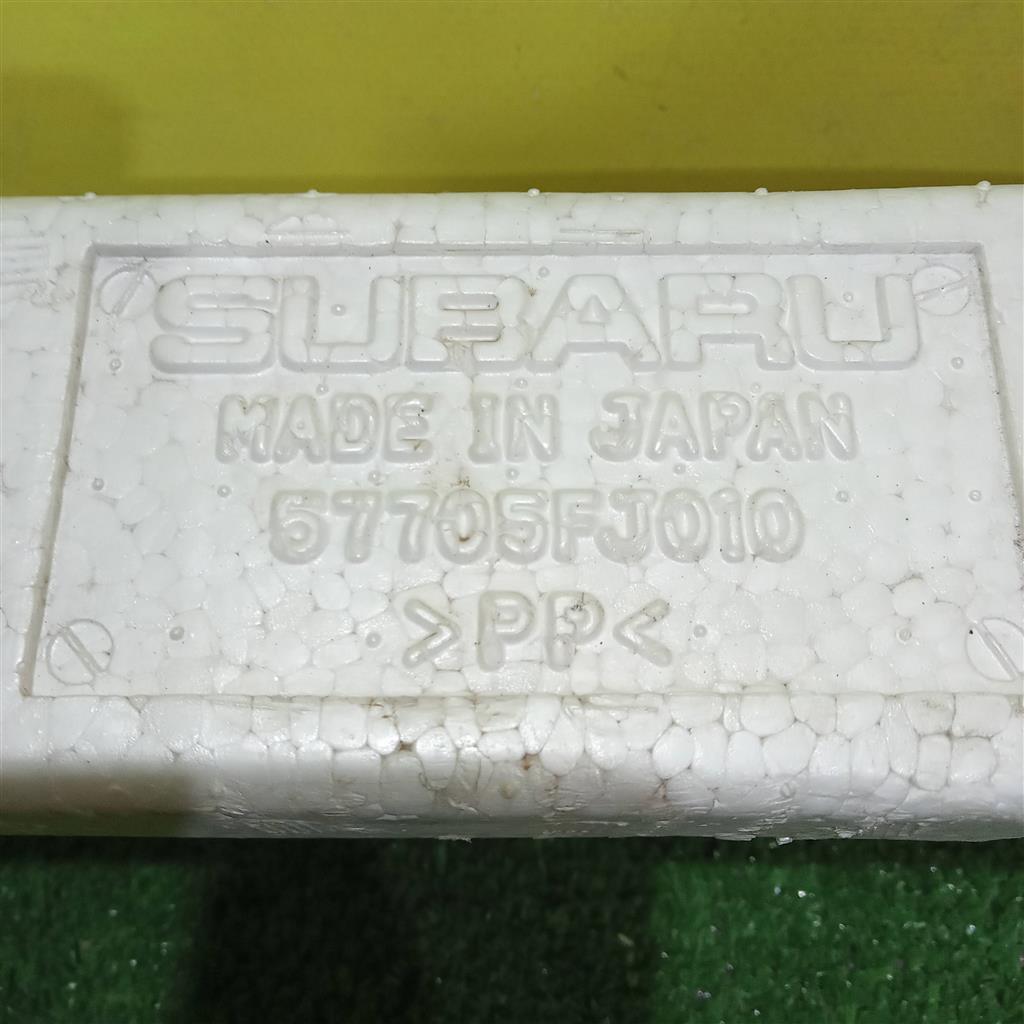 SUBARU
MADE IN JAPAN
57705FJ010
>PP<